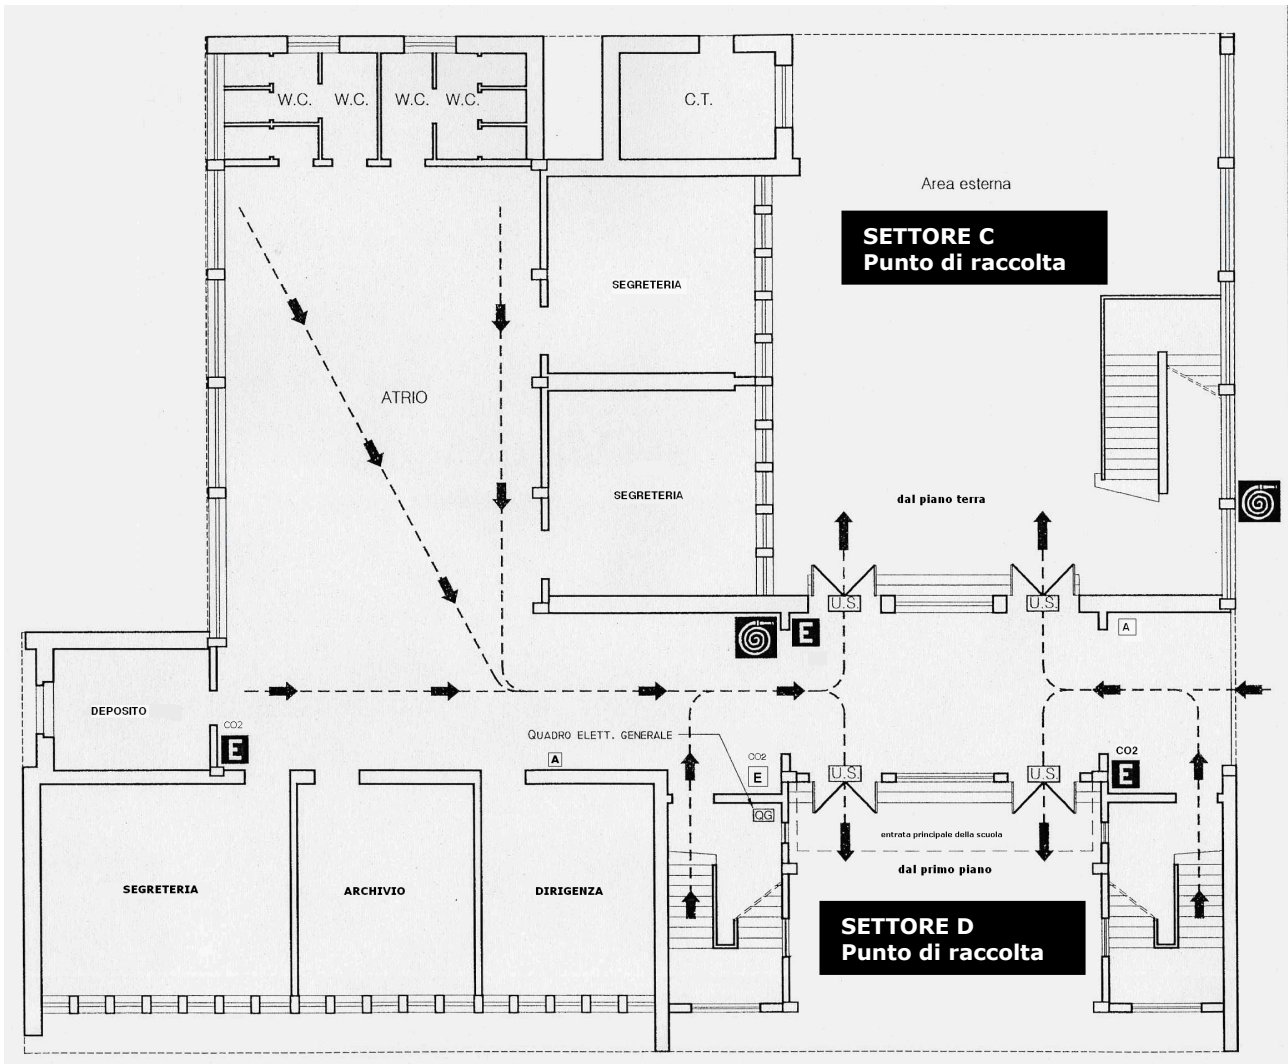 W.C.
W.C.
W.C.
W.C.
C.T.
Area esterna
SETTORE C
Punto di raccolta
SEGRETERIA
ATRIO
SEGRETERIA
dal piano terra
U.S.
U.S.
E
A
DEPOSITO
CO2
E
QUADRO ELETT. GENERALE
A
CO2
E
U.S.
U.S.
CO2
E
QG
entrata principale della scuola
dal primo piano
SEGRETERIA
ARCHIVIO
DIRIGENZA
SETTORE D
Punto di raccolta